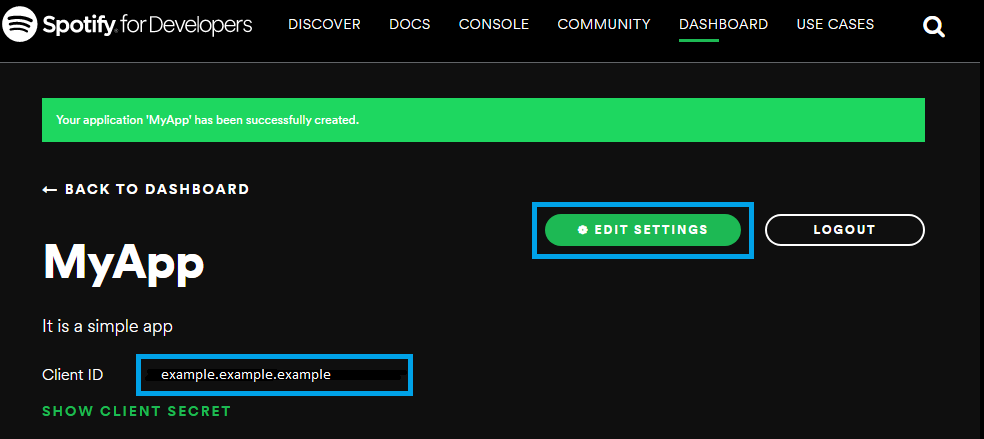 Spotify for Developers DISCOVER DOCS CONSOLE COMMUNITY DASHBOARD USE CASES
Your application 'MyApp' has been successfully created.
← BACK TO DASHBOARD
EDIT SETTINGS LOGOUT
MyApp
It is a simple app
Client ID example.example.example
SHOW CLIENT SECRET